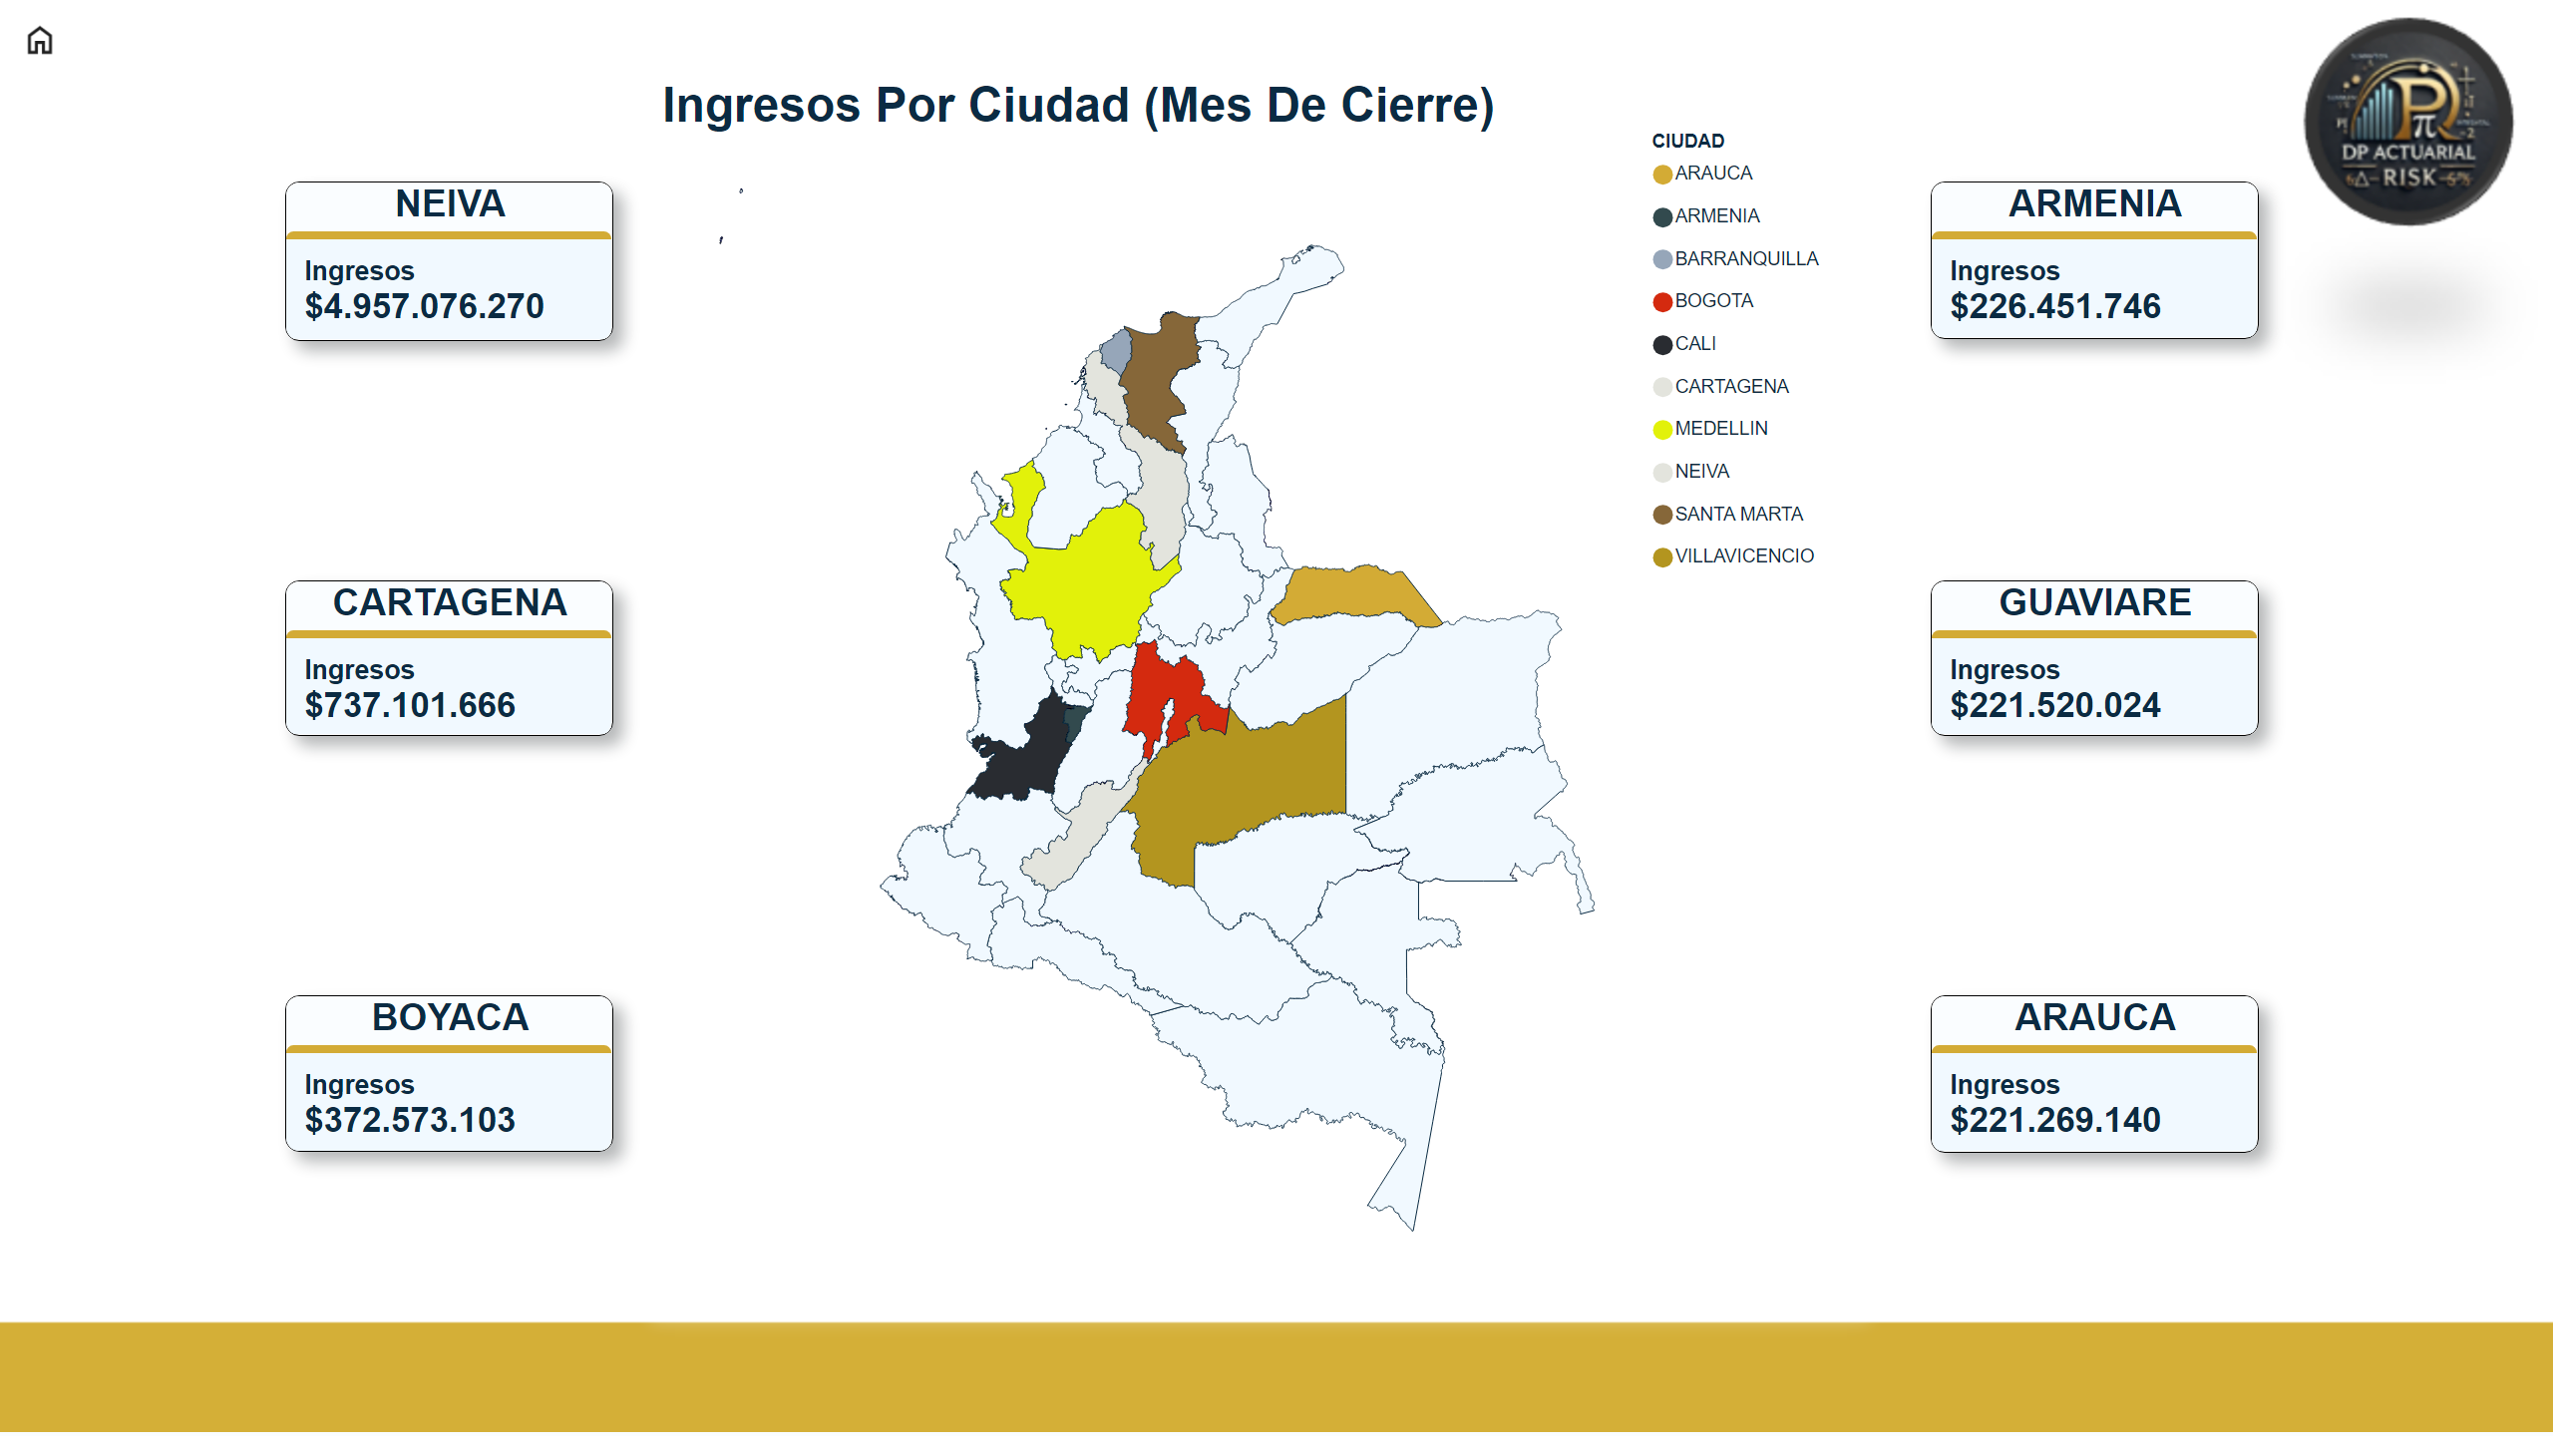 Ingresos Por Ciudad (Mes De Cierre)
NEIVA
Ingresos
$4.957.076.270
CARTAGENA
Ingresos
$737.101.666
BOYACA
Ingresos
$372.573.103
CIUDAD
ARAUCA
ARMENIA
BARRANQUILLA
BOGOTA
CALI
CARTAGENA
MEDELLIN
NEIVA
SANTA MARTA
VILLAVICENCIO
DP ACTUARIAL
RISK
ARMENIA
Ingresos
$226.451.746
GUAVIARE
Ingresos
$221.520.024
ARAUCA
Ingresos
$221.269.140